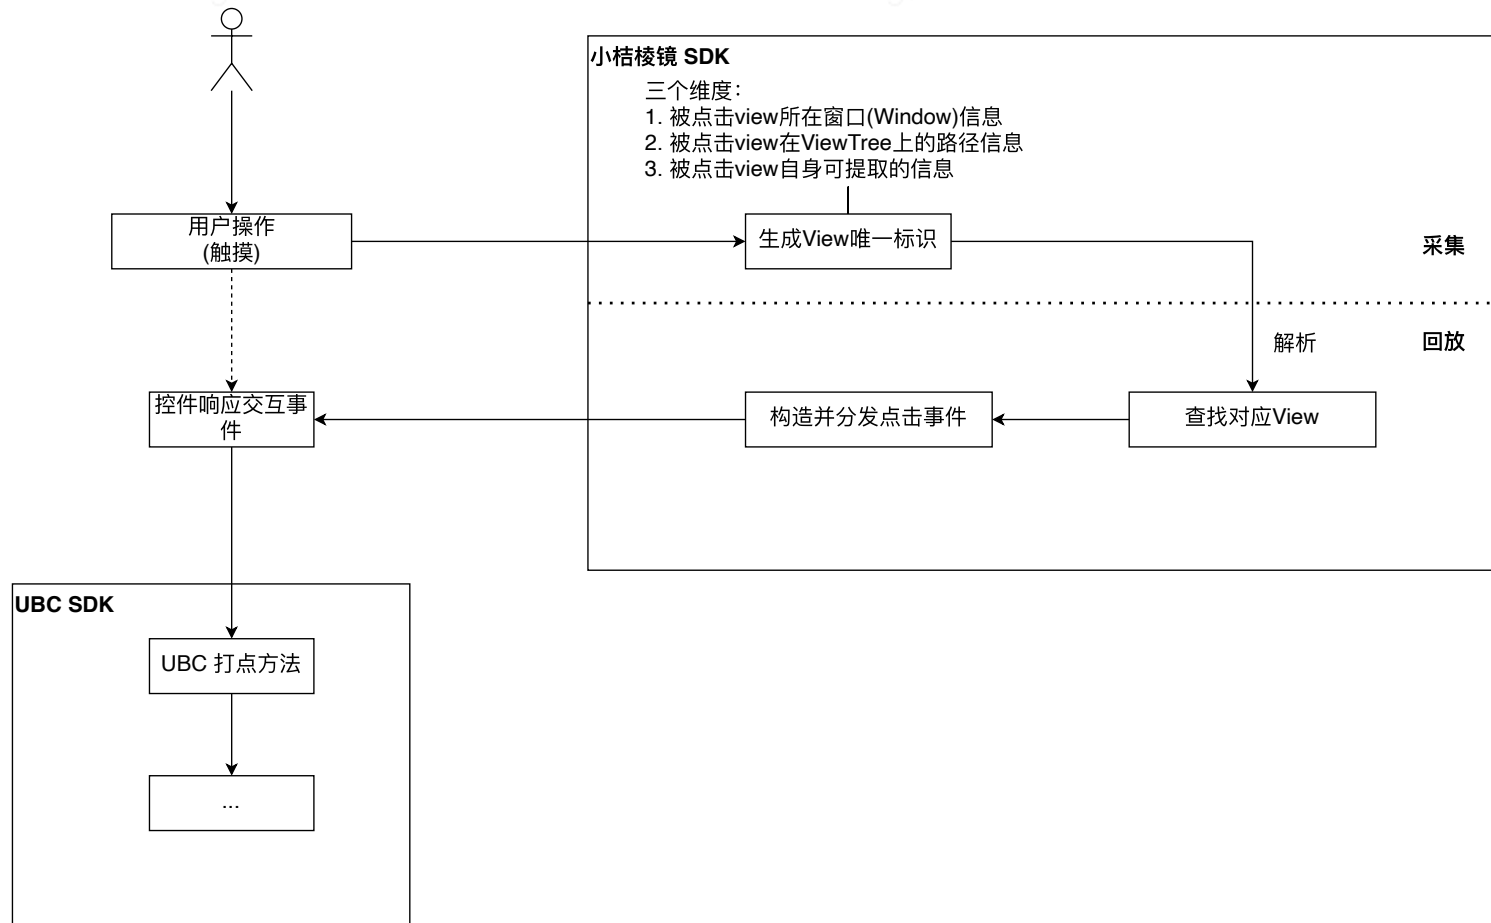 小桔棱镜 SDK
三个维度：
1. 被点击view所在窗口(Window)信息
2. 被点击view在ViewTree上的路径信息
3. 被点击view自身可提取的信息
用户操作
(触摸)
生成View唯一标识
采集
解析
回放
控件响应交互事
件
构造并分发点击事件
查找对应View
UBC SDK
UBC 打点方法
...